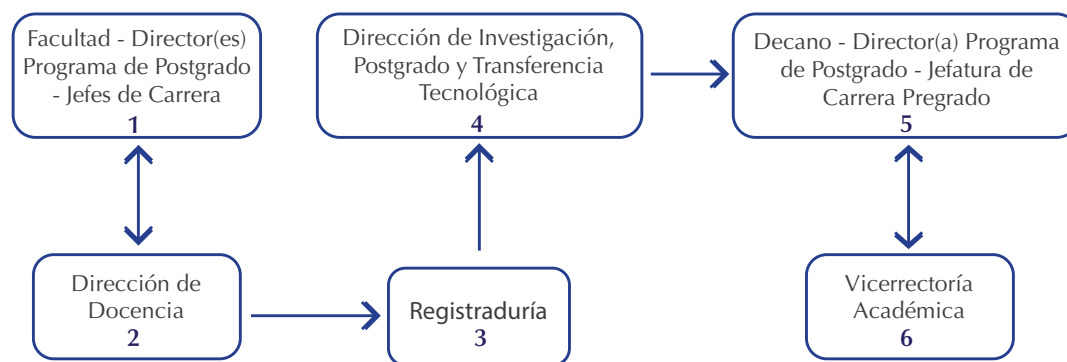 Facultad - Director(es)
Programa de Postgrado
- Jefes de Carrera
1
Dirección de
Docencia
2
Registraduría
3
Dirección de Investigación,
Postgrado y Transferencia
Tecnológica
4
Decano - Director(a) Programa
de Postgrado - Jefatura de
Carrera Pregrado
5
Vicerrectoría
Académica
6